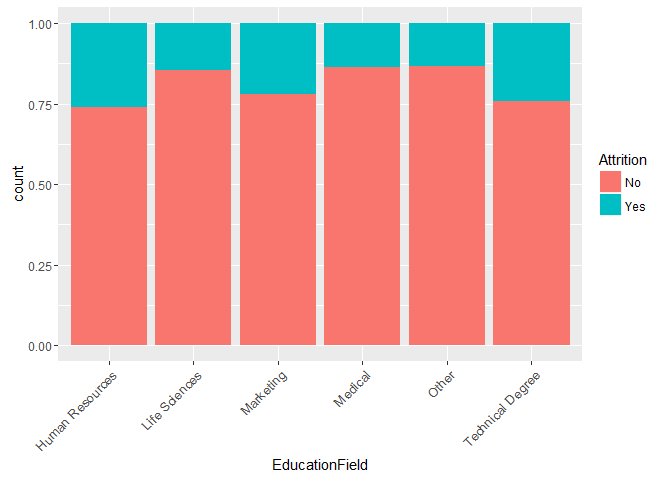 1.00
0.75
0.50
0.25
0.00
count
Human Resources
Life Sciences
Marketing
Medical
Other
Technical Degree
EducationField
Attrition
No
Yes